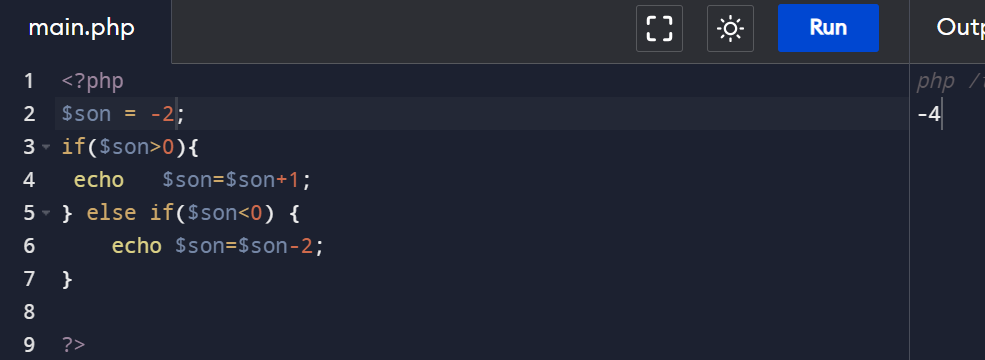 main.php
Run
Outp
1 <?php
2 $son = -2;
3 if($son>0){
4  echo   $son=$son+1;
5 } else if($son<0) {
6     echo $son=$son-2;
7 }
8
9 ?>
php /
-4